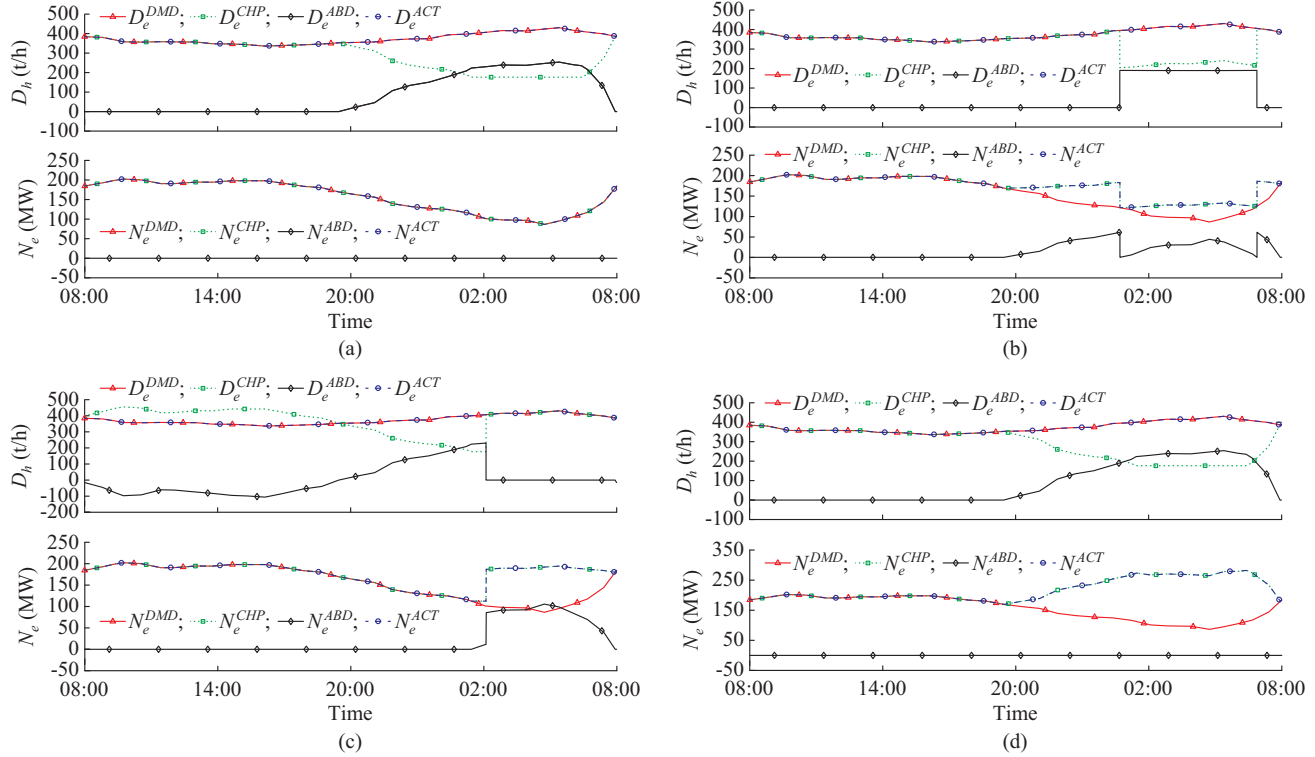 D_e^{DMD}; D_e^{CHP}; D_e^{ABD}; D_e^{ACT}
500
400
300
200
100
0
-100
D_h (t/h)
N_e^{DMD}; N_e^{CHP}; N_e^{ABD}; N_e^{ACT}
250
200
150
100
50
0
-50
N_e (MW)
08:00 14:00 20:00 02:00 08:00
Time
(a)
D_e^{DMD}; D_e^{CHP}; D_e^{ABD}; D_e^{ACT}
500
400
300
200
100
0
-100
D_h (t/h)
N_e^{DMD}; N_e^{CHP}; N_e^{ABD}; N_e^{ACT}
250
200
150
100
50
0
-50
N_e (MW)
08:00 14:00 20:00 02:00 08:00
Time
(b)
D_e^{DMD}; D_e^{CHP}; D_e^{ABD}; D_e^{ACT}
500
400
300
200
100
0
-100
-200
D_h (t/h)
N_e^{DMD}; N_e^{CHP}; N_e^{ABD}; N_e^{ACT}
250
200
150
100
50
0
-50
N_e (MW)
08:00 14:00 20:00 02:00 08:00
Time
(c)
D_e^{DMD}; D_e^{CHP}; D_e^{ABD}; D_e^{ACT}
500
400
300
200
100
0
-100
D_h (t/h)
N_e^{DMD}; N_e^{CHP}; N_e^{ABD}; N_e^{ACT}
350
250
150
50
-50
N_e (MW)
08:00 14:00 20:00 02:00 08:00
Time
(d)